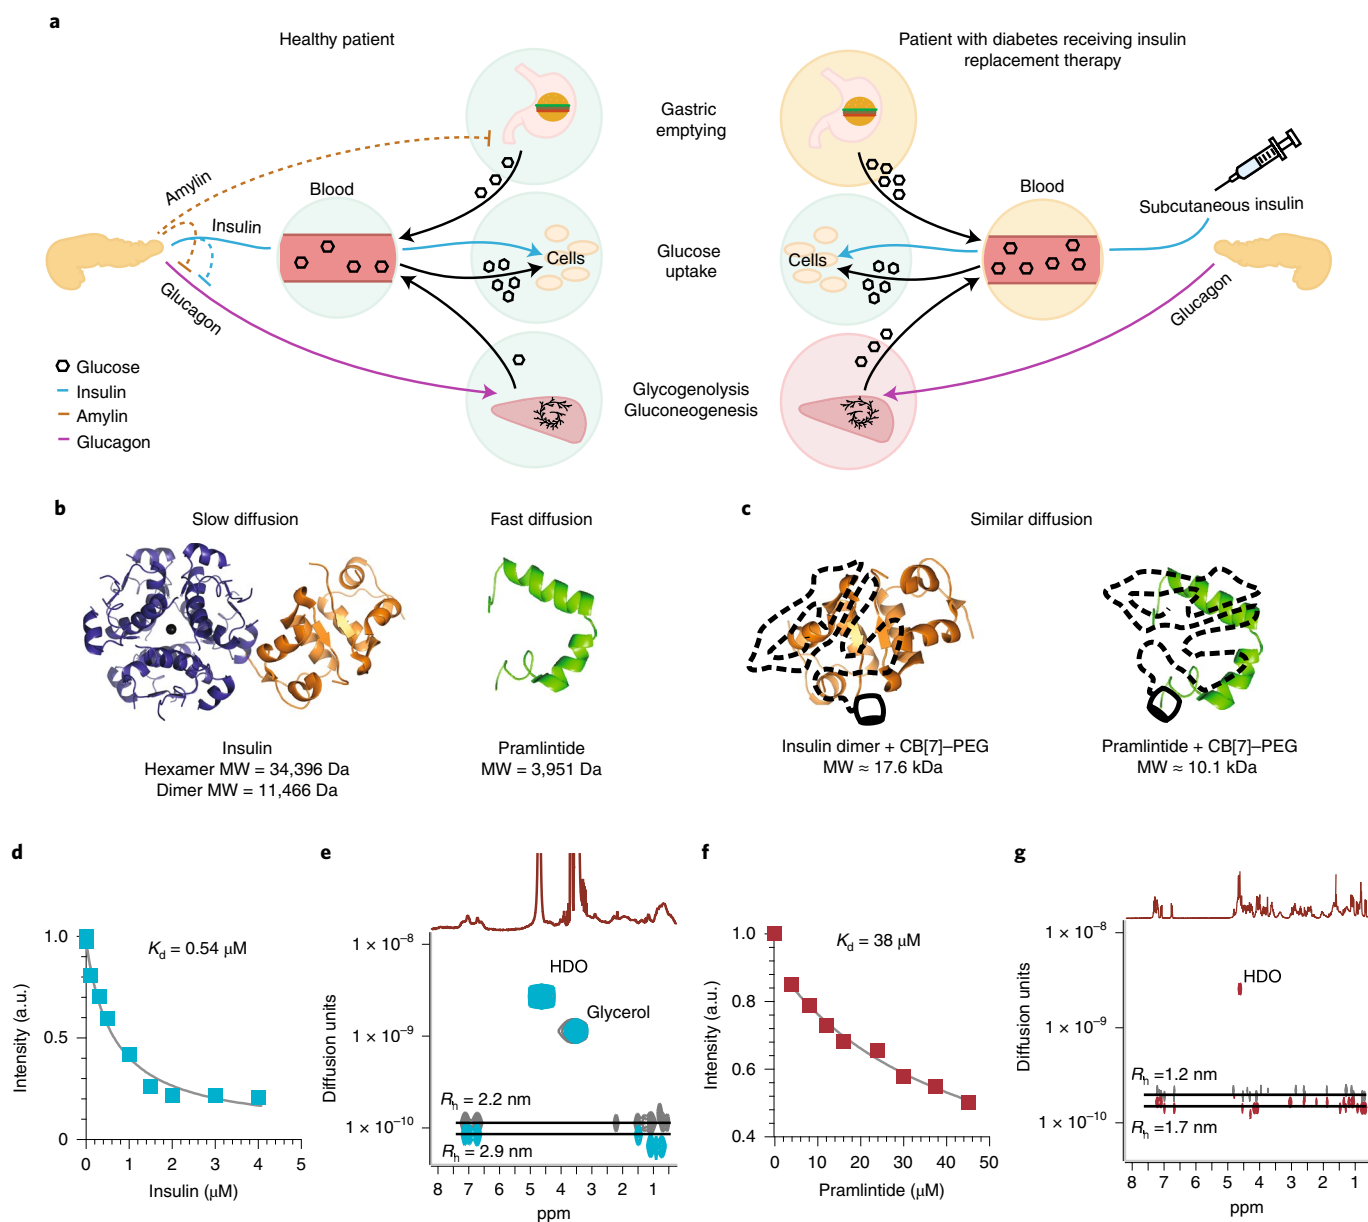 a
Healthy patient
Patient with diabetes receiving insulin
replacement therapy
Gastric
emptying
Amylin
Blood
Insulin
Cells
Glucose
uptake
Glucagon
Blood
Subcutaneous insulin
Cells
Glucagon
Glucose
Insulin
Amylin
Glucagon
Glycogenolysis
Gluconeogenesis
b
Slow diffusion
Fast diffusion
Insulin
Hexamer MW = 34,396 Da
Dimer MW = 11,466 Da
Pramlintide
MW = 3,951 Da
c
Similar diffusion
Insulin dimer + CB[7]–PEG
MW ≈ 17.6 kDa
Pramlintide + CB[7]–PEG
MW ≈ 10.1 kDa
d
Intensity (a.u.)
1.0
0.5
0
Kd = 0.54 μM
0 1 2 3 4 5
Insulin (μM)
e
Diffusion units
1 × 10⁻⁸
1 × 10⁻⁹
1 × 10⁻¹⁰
HDO
Glycerol
Rh = 2.2 nm
Rh = 2.9 nm
8 7 6 5 4 3 2 1
ppm
f
Intensity (a.u.)
1.0
0.8
0.6
0.4
Kd = 38 μM
0 10 20 30 40 50
Pramlintide (μM)
g
Diffusion units
1 × 10⁻⁸
1 × 10⁻⁹
1 × 10⁻¹⁰
HDO
Rh =1.2 nm
Rh =1.7 nm
8 7 6 5 4 3 2 1
ppm